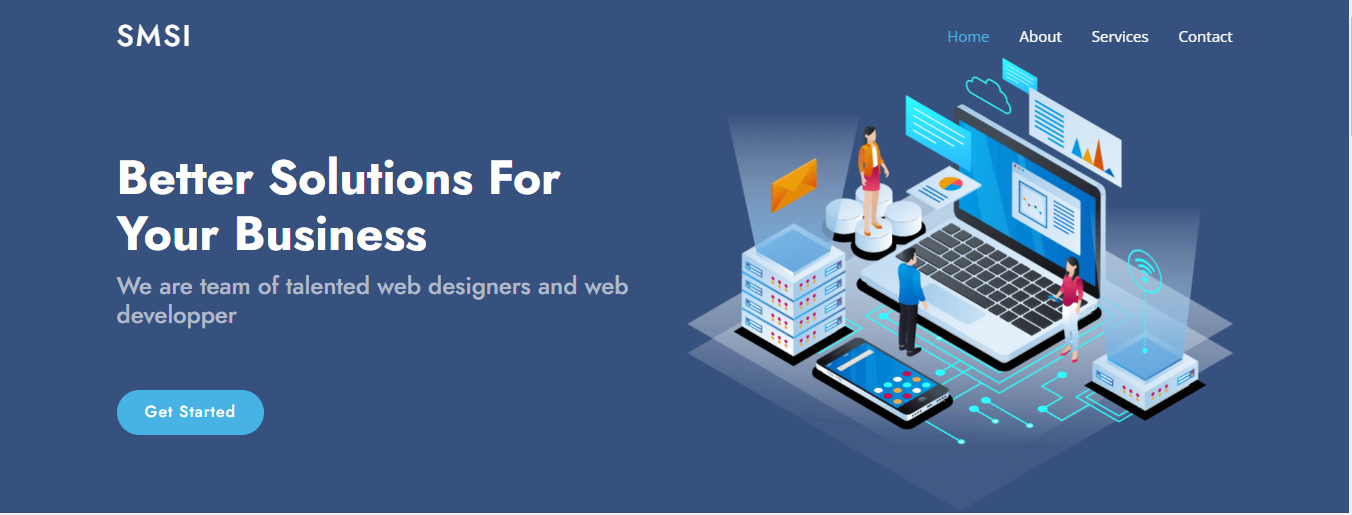 SMSI
Home About Services Contact
Better Solutions For
Your Business
We are team of talented web designers and web
developper
Get Started